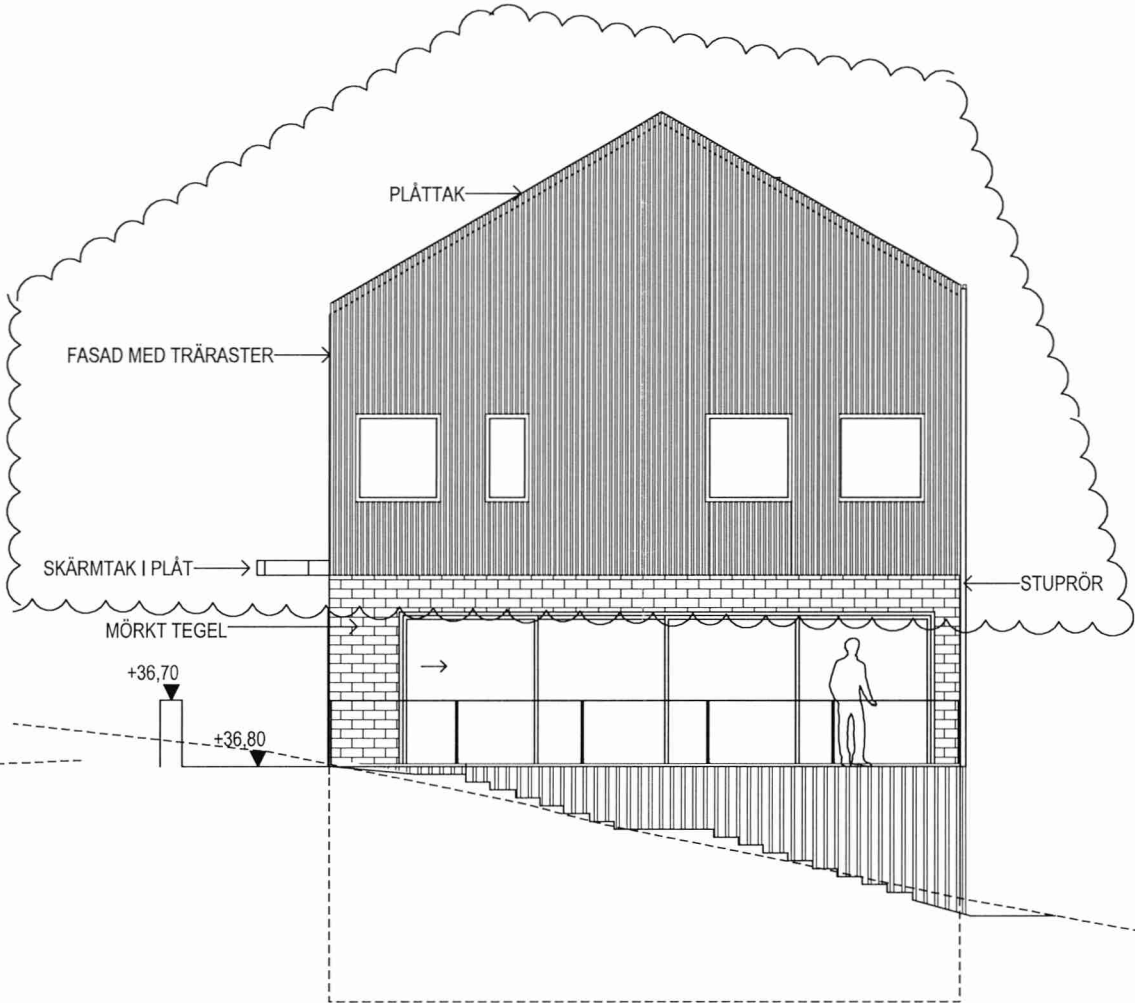 PLÅTTAK
FASAD MED TRÄRASTER
SKÄRMTAK I PLÅT
STUPRÖR
MÖRKT TEGEL
+36,70
+36,80